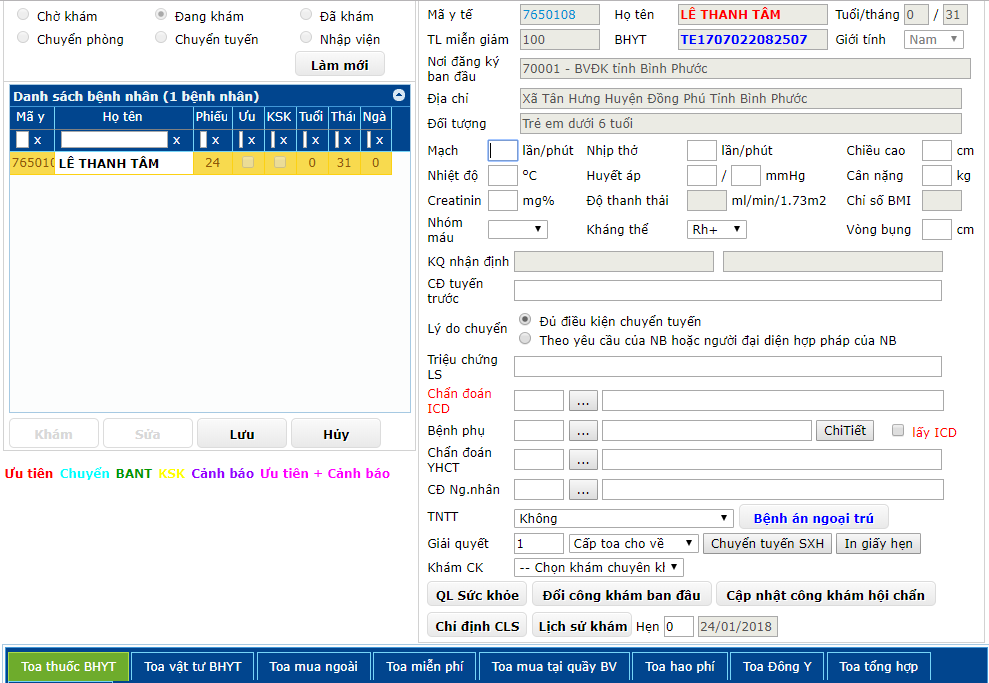 Chờ khám Đang khám Đã khám
Chuyển phòng Chuyển tuyến Nhập viện
Làm mới
Danh sách bệnh nhân (1 bệnh nhân)
Mã y Họ tên Phiếu Ưu KSK Tuổi Thá Ngà
x x x x x x x x
765010 LÊ THANH TÂM 24 0 31 0
Khám Sửa Lưu Hủy
Ưu tiên Chuyển BANT KSK Cảnh báo Ưu tiên + Cảnh báo
Mã y tế 7650108 Họ tên LÊ THANH TÂM Tuổi/tháng 0 / 31
TL miễn giảm 100 BHYT TE1707022082507 Giới tính Nam
Nơi đăng ký ban đầu 70001 - BVĐK tỉnh Bình Phước
Địa chỉ Xã Tân Hưng Huyện Đồng Phú Tỉnh Bình Phước
Đối tượng Trẻ em dưới 6 tuổi
Mạch lần/phút Nhịp thở lần/phút Chiều cao cm
Nhiệt độ °C Huyết áp / mmHg Cân nặng kg
Creatinin mg% Độ thanh thải ml/min/1.73m2 Chỉ số BMI
Nhóm máu Kháng thể Rh+ Vòng bụng cm
KQ nhận định
CĐ tuyến trước
Lý do chuyển Đủ điều kiện chuyển tuyến
Theo yêu cầu của NB hoặc người đại diện hợp pháp của NB
Triệu chứng LS
Chẩn đoán ICD ...
Bệnh phụ ... ChiTiết lấy ICD
Chẩn đoán YHCT ...
CĐ Ng.nhân ...
TNTT Không Bệnh án ngoại trú
Giải quyết 1 Cấp toa cho về Chuyển tuyến SXH In giấy hẹn
Khám CK -- Chọn khám chuyên kh
QL Sức khỏe Đổi công khám ban đầu Cập nhật công khám hội chẩn
Chỉ định CLS Lịch sử khám Hẹn 0 24/01/2018
Toa thuốc BHYT Toa vật tư BHYT Toa mua ngoài Toa miễn phí Toa mua tại quầy BV Toa hao phí Toa Đông Y Toa tổng hợp